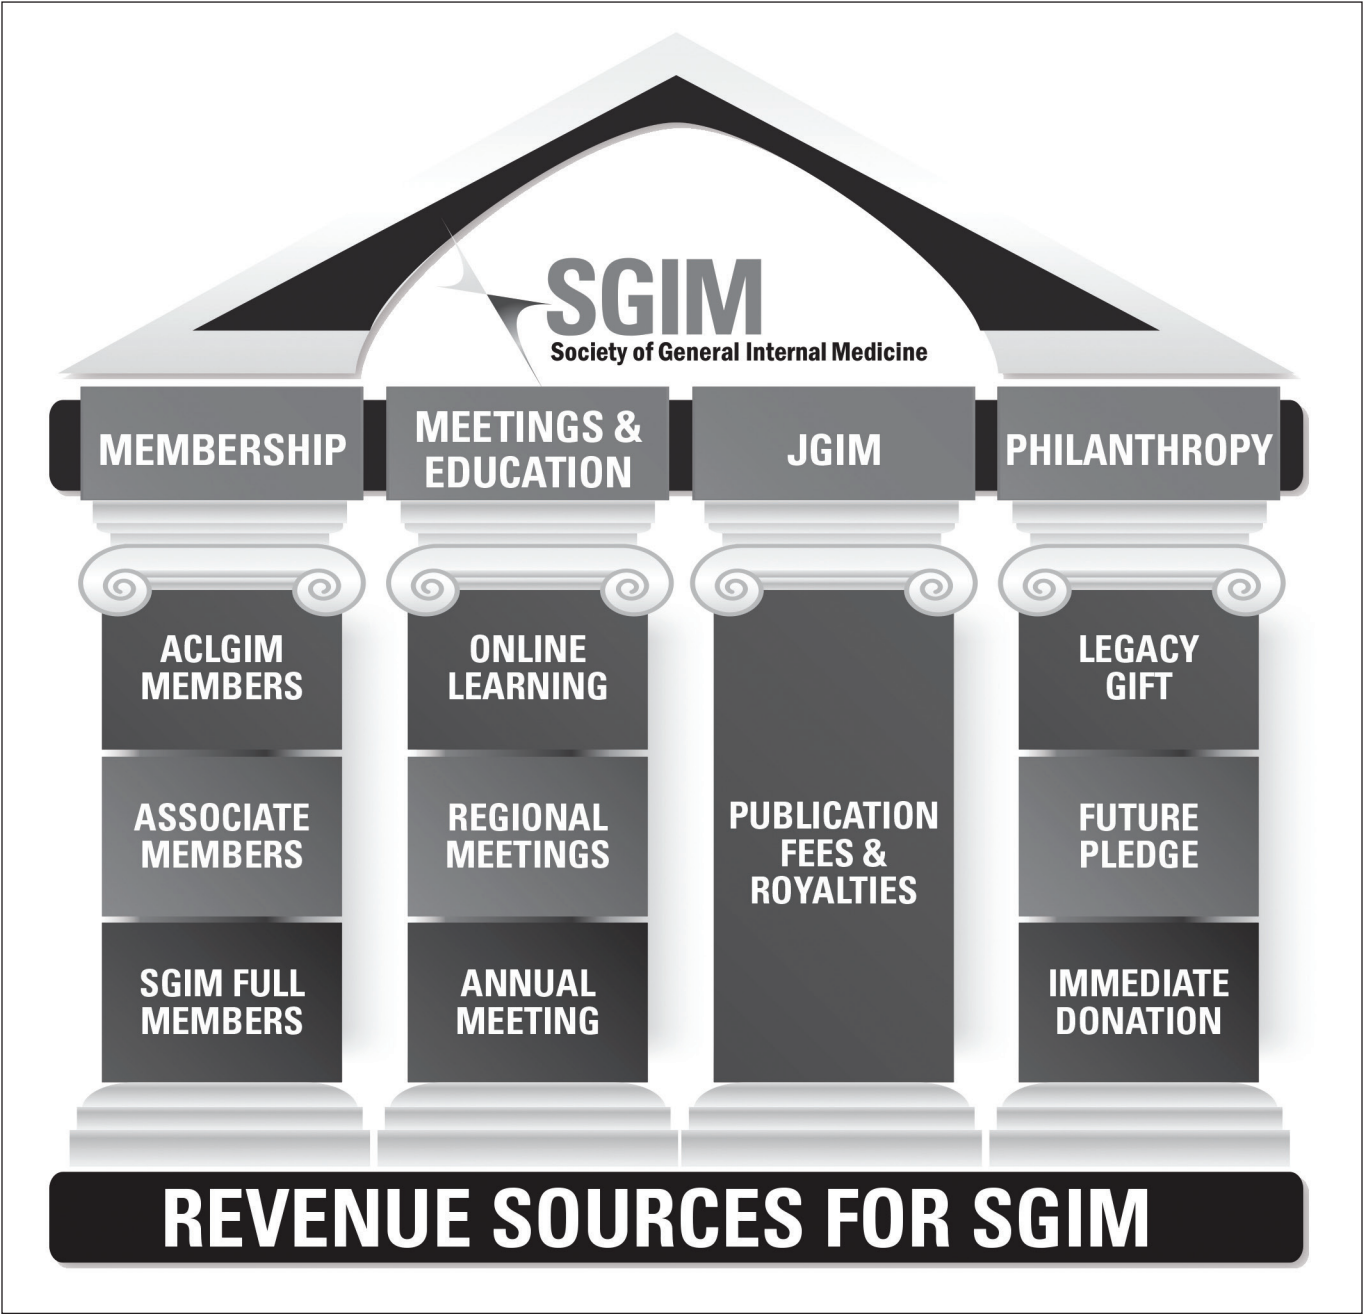 SGIM
Society of General Internal Medicine
MEMBERSHIP
MEETINGS &
EDUCATION
JGIM
PHILANTHROPY
ACLGIM
MEMBERS
ASSOCIATE
MEMBERS
SGIM FULL
MEMBERS
ONLINE
LEARNING
REGIONAL
MEETINGS
ANNUAL
MEETING
PUBLICATION
FEES &
ROYALTIES
LEGACY
GIFT
FUTURE
PLEDGE
IMMEDIATE
DONATION
REVENUE SOURCES FOR SGIM